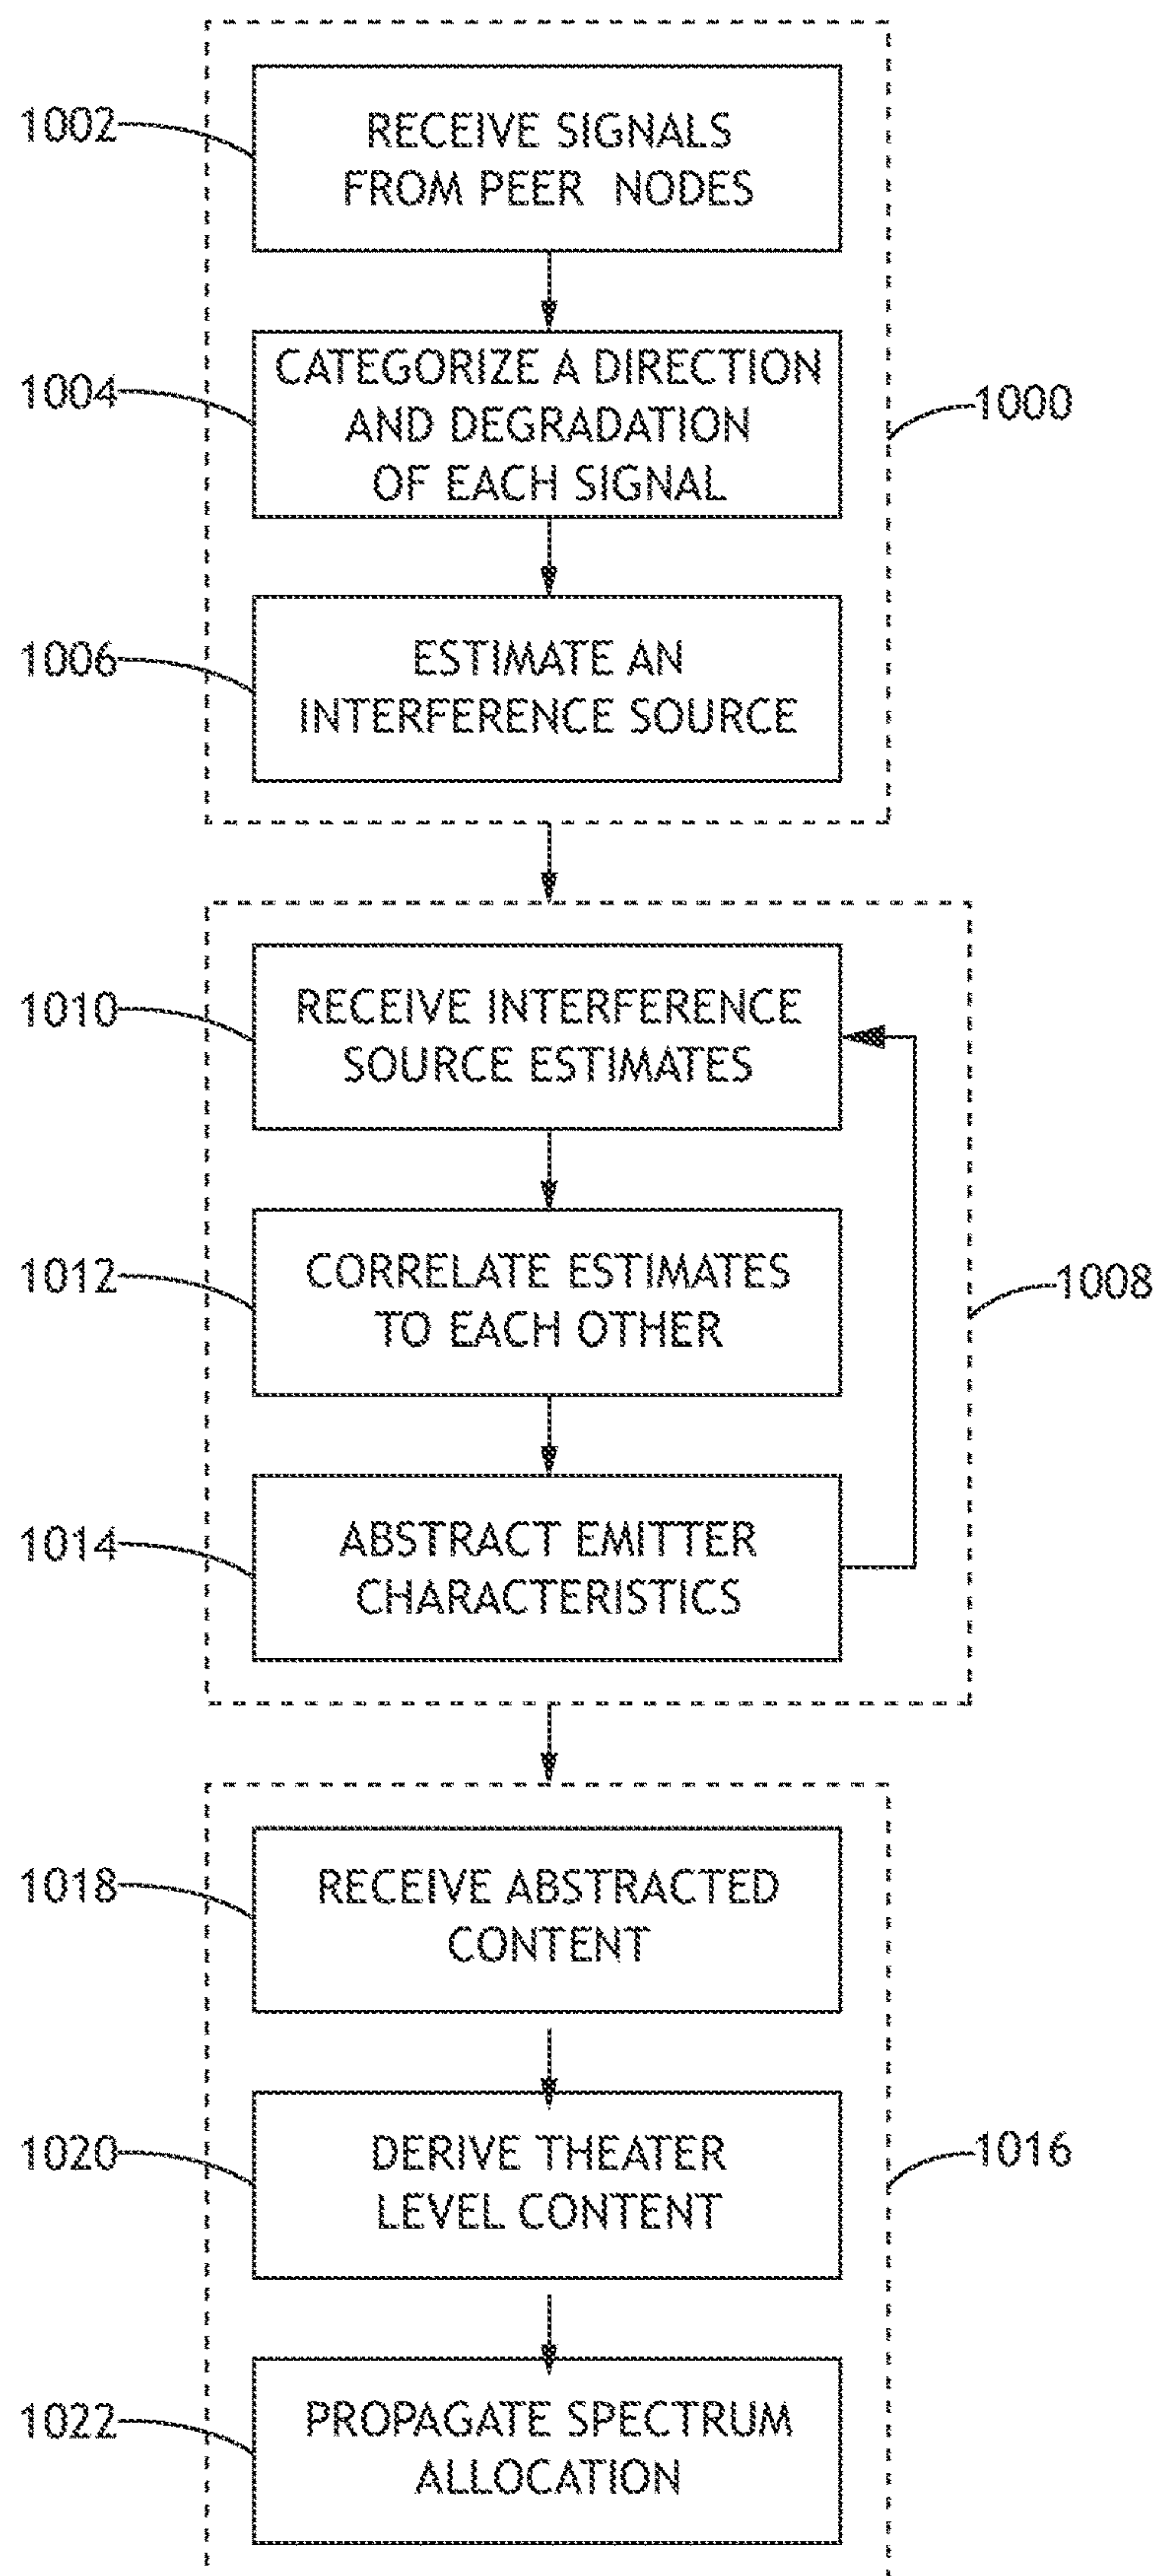 1002
RECEIVE SIGNALS
FROM PEER NODES
1004
CATEGORIZE A DIRECTION
AND DEGRADATION
OF EACH SIGNAL
1000
1006
ESTIMATE AN
INTERFERENCE SOURCE
1010
RECEIVE INTERFERENCE
SOURCE ESTIMATES
1012
CORRELATE ESTIMATES
TO EACH OTHER
1008
1014
ABSTRACT EMITTER
CHARACTERISTICS
1018
RECEIVE ABSTRACTED
CONTENT
1020
DERIVE THEATER
LEVEL CONTENT
1016
1022
PROPAGATE SPECTRUM
ALLOCATION